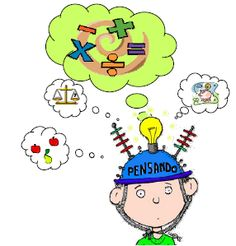 - +
x ÷ =
PENSANDO